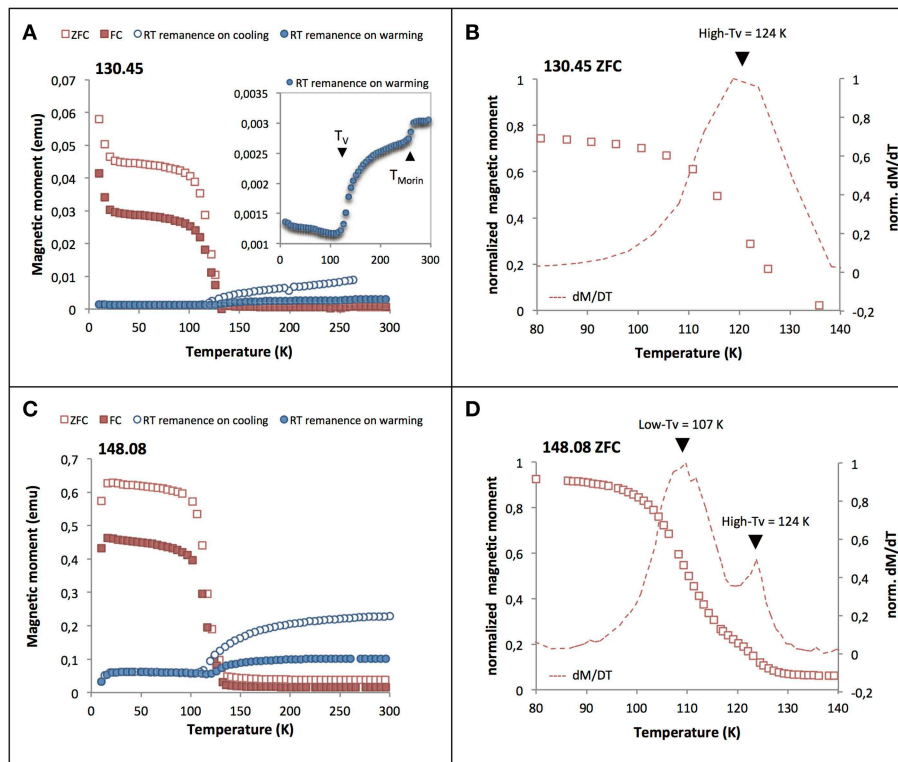 A
ZFC FC RT remanence on cooling RT remanence on warming
130.45
Magnetic moment (emu)
0,07
0,06
0,05
0,04
0,03
0,02
0,01
0
0 50 100 150 200 250 300
Temperature (K)
RT remanence on warming
0,0035
0,003
0,0025
0,002
0,0015
0,001
0 100 200 300
TV
TMorin
B
High-Tv = 124 K
130.45 ZFC
normalized magnetic moment
1
0,8
0,6
0,4
0,2
0
1
0,8
0,6
0,4
0,2
0
-0,2
norm. dM/dT
dM/DT
80 90 100 110 120 130 140
Temperature (K)
C
ZFC FC RT remanence on cooling RT remanence on warming
148.08
Magnetic moment (emu)
0,7
0,6
0,5
0,4
0,3
0,2
0,1
0
0 50 100 150 200 250 300
Temperature (K)
D
Low-Tv = 107 K
148.08 ZFC
High-Tv = 124 K
normalized magnetic moment
1
0,8
0,6
0,4
0,2
0
1
0,8
0,6
0,4
0,2
0
-0,2
norm. dM/dT
dM/DT
80 90 100 110 120 130 140
Temperature (K)